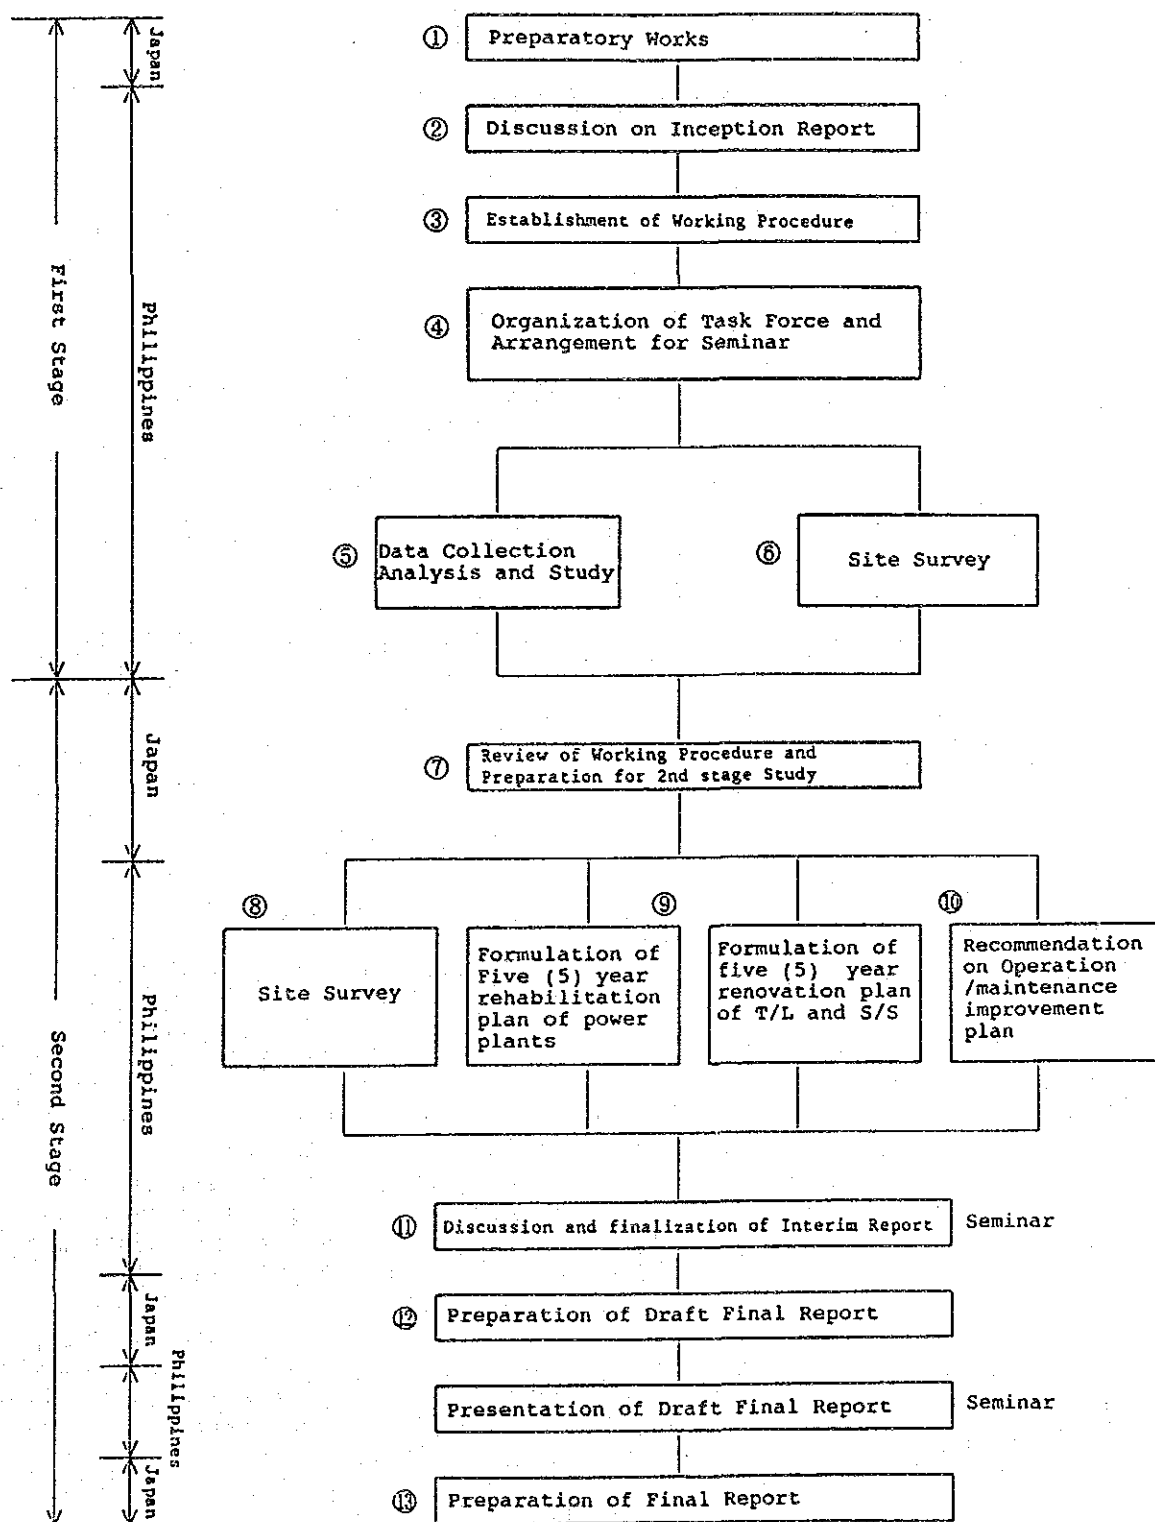 Japan
Philippines
First Stage
Japan
Philippines
Second Stage
Japan
Philippines
Japan
① Preparatory Works
② Discussion on Inception Report
③ Establishment of Working Procedure
④ Organization of Task Force and
Arrangement for Seminar
⑤ Data Collection
Analysis and Study
⑥ Site Survey
⑦ Review of Working Procedure and
Preparation for 2nd stage Study
⑧ Site Survey
⑨
Formulation of
Five (5) year
rehabilitation
plan of power
plants
Formulation of
five (5) year
renovation plan
of T/L and S/S
⑩
Recommendation
on Operation
/maintenance
improvement
plan
⑪ Discussion and finalization of Interim Report Seminar
⑫ Preparation of Draft Final Report
Presentation of Draft Final Report Seminar
⑬ Preparation of Final Report